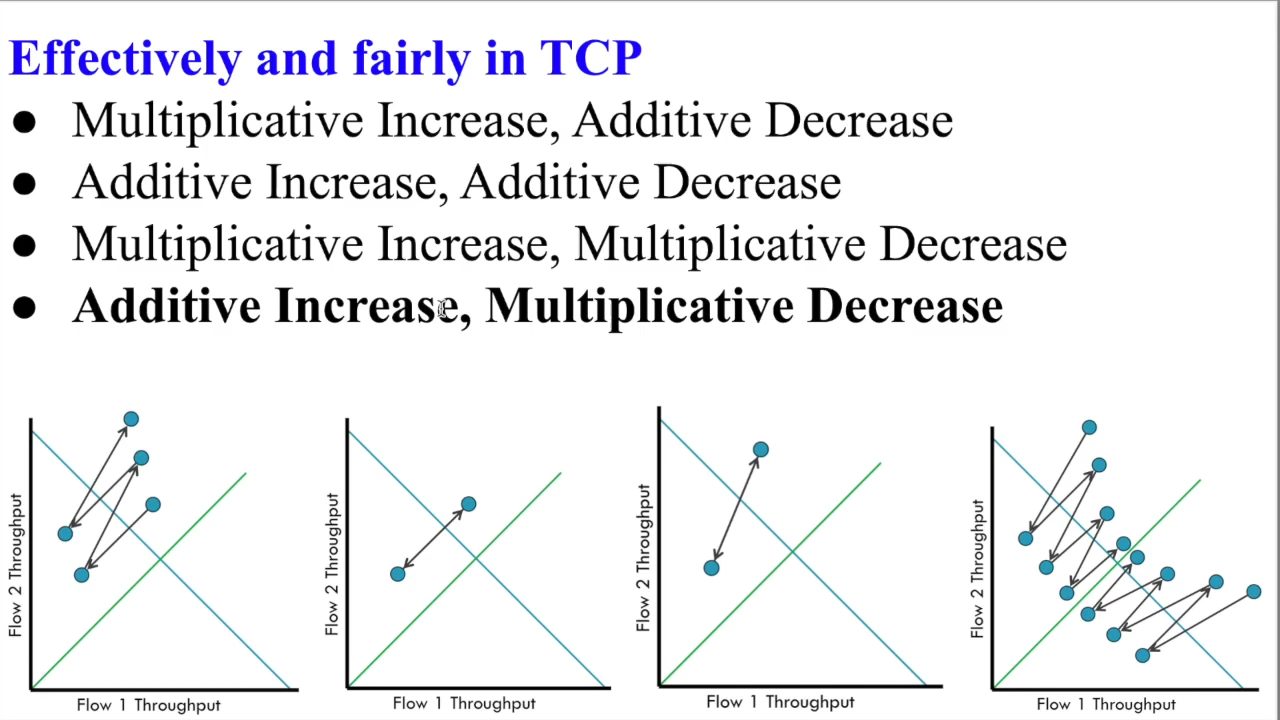 Effectively and fairly in TCP
● Multiplicative Increase, Additive Decrease
● Additive Increase, Additive Decrease
● Multiplicative Increase, Multiplicative Decrease
● Additive Increase, Multiplicative Decrease
Flow 2 Throughput
Flow 1 Throughput
Flow 2 Throughput
Flow 1 Throughput
Flow 2 Throughput
Flow 1 Throughput
Flow 2 Throughput
Flow 1 Throughput